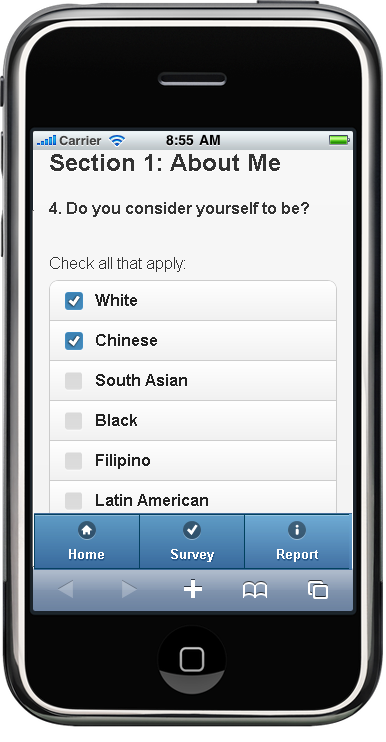 Carrier 8:55 AM
Section 1: About Me
4. Do you consider yourself to be?
Check all that apply:
White
Chinese
South Asian
Black
Filipino
Latin American
Home Survey Report